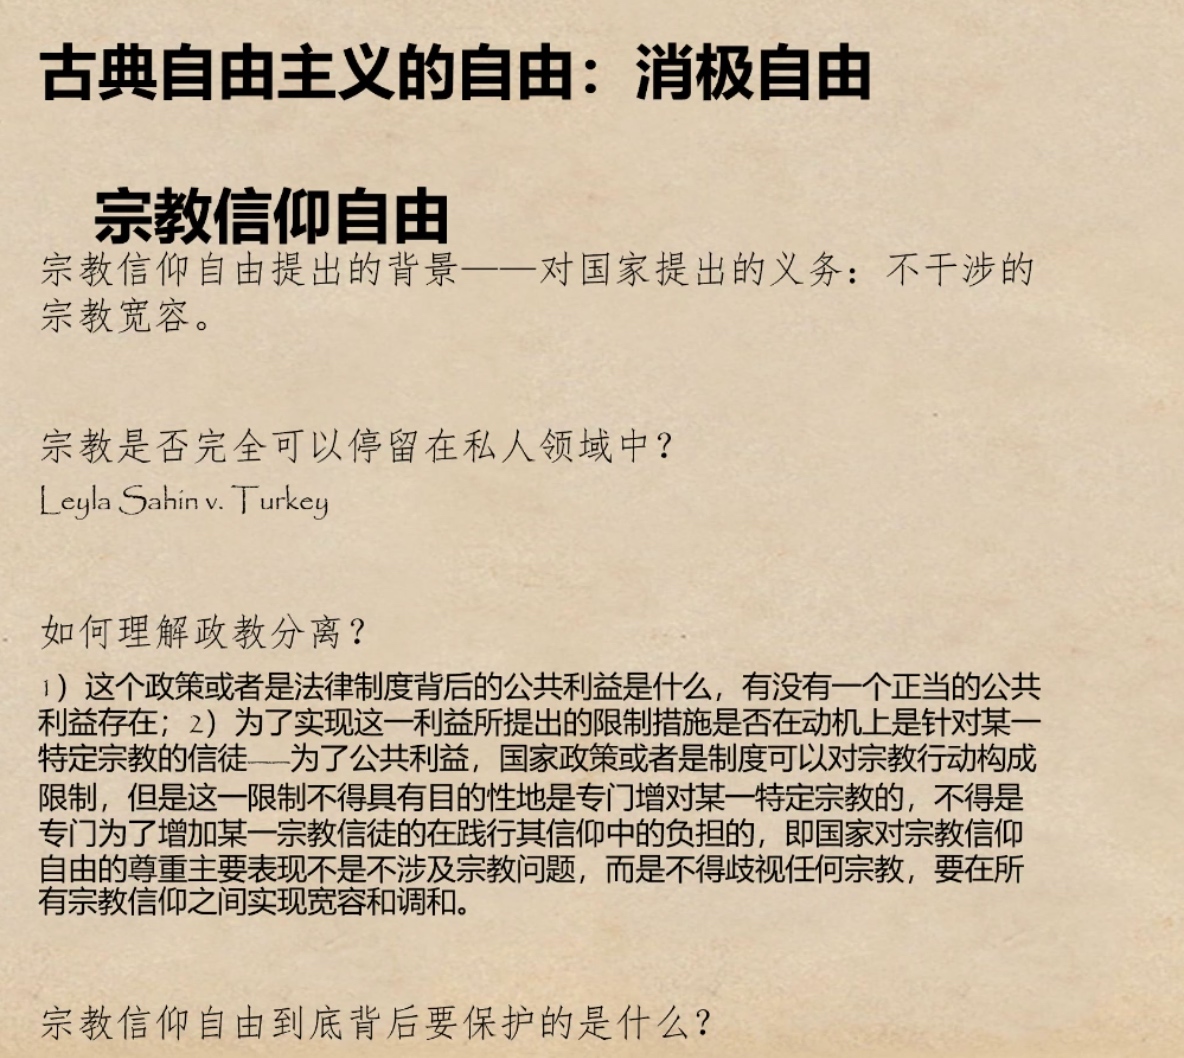 古典自由主义的自由：消极自由
宗教信仰自由
宗教信仰自由提出的背景——对国家提出的义务：不干涉的
宗教宽容。
宗教是否完全可以停留在私人领域中？
Leyla Sahin v. Turkey
如何理解政教分离？
1）这个政策或者是法律制度背后的公共利益是什么，有没有一个正当的公共
利益存在；2）为了实现这一利益所提出的限制措施是否在动机上是针对某一
特定宗教的信徒——为了公共利益，国家政策或者是制度可以对宗教行动构成
限制，但是这一限制不得具有目的性地是专门增对某一特定宗教的，不得是
专门为了增加某一宗教信徒的在践行其信仰中的负担的，即国家对宗教信仰
自由的尊重主要表现不是不涉及宗教问题，而是不得歧视任何宗教，要在所
有宗教信仰之间实现宽容和调和。
宗教信仰自由到底背后要保护的是什么？